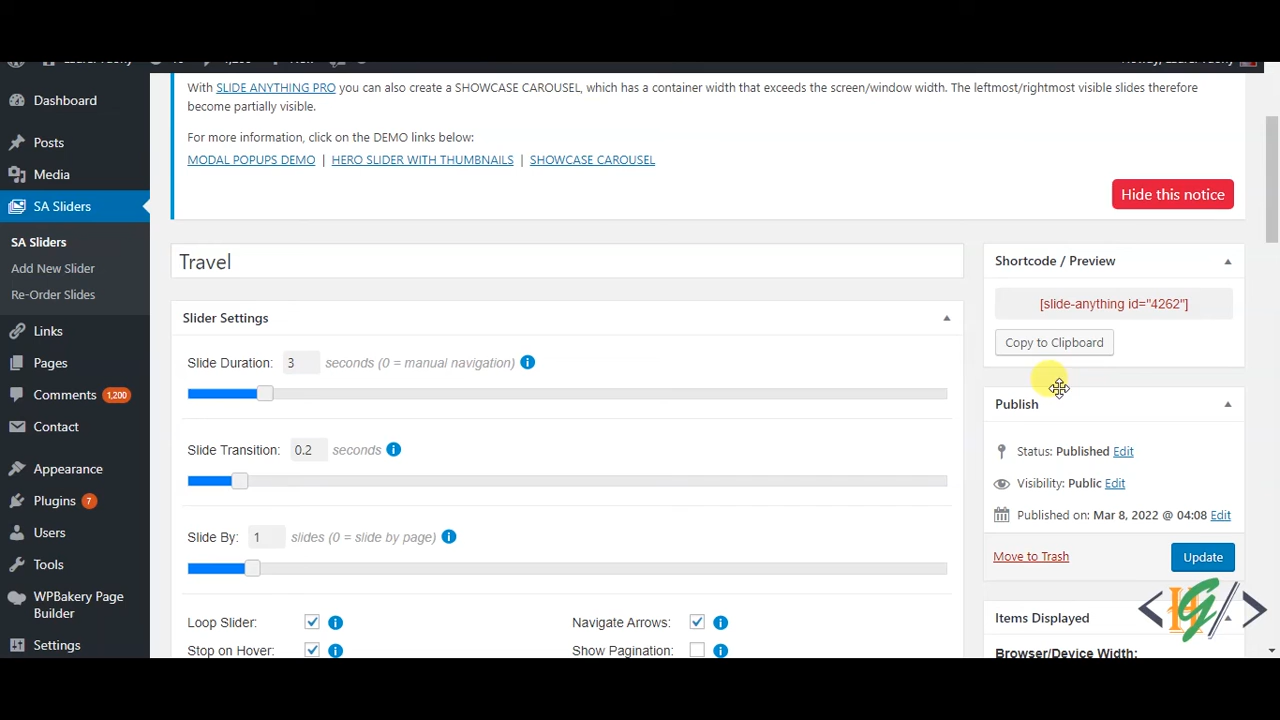 Dashboard
Posts
Media
SA Sliders
SA Sliders
Add New Slider
Re-Order Slides
Links
Pages
Comments 1,200
Contact
Appearance
Plugins 7
Users
Tools
WPBakery Page
Builder
Settings
With SLIDE ANYTHING PRO you can also create a SHOWCASE CAROUSEL, which has a container width that exceeds the screen/window width. The leftmost/rightmost visible slides therefore
become partially visible.
For more information, click on the DEMO links below:
MODAL POPUPS DEMO | HERO SLIDER WITH THUMBNAILS | SHOWCASE CAROUSEL
Hide this notice
Travel
Slider Settings
Slide Duration: 3 seconds (0 = manual navigation)
Slide Transition: 0.2 seconds
Slide By: 1 slides (0 = slide by page)
Loop Slider:
Navigate Arrows:
Stop on Hover:
Show Pagination:
Shortcode / Preview
[slide-anything id="4262"]
Copy to Clipboard
Publish
Status: Published Edit
Visibility: Public Edit
Published on: Mar 8, 2022 @ 04:08 Edit
Move to Trash
Update
Items Displayed
Browser/Device Width: